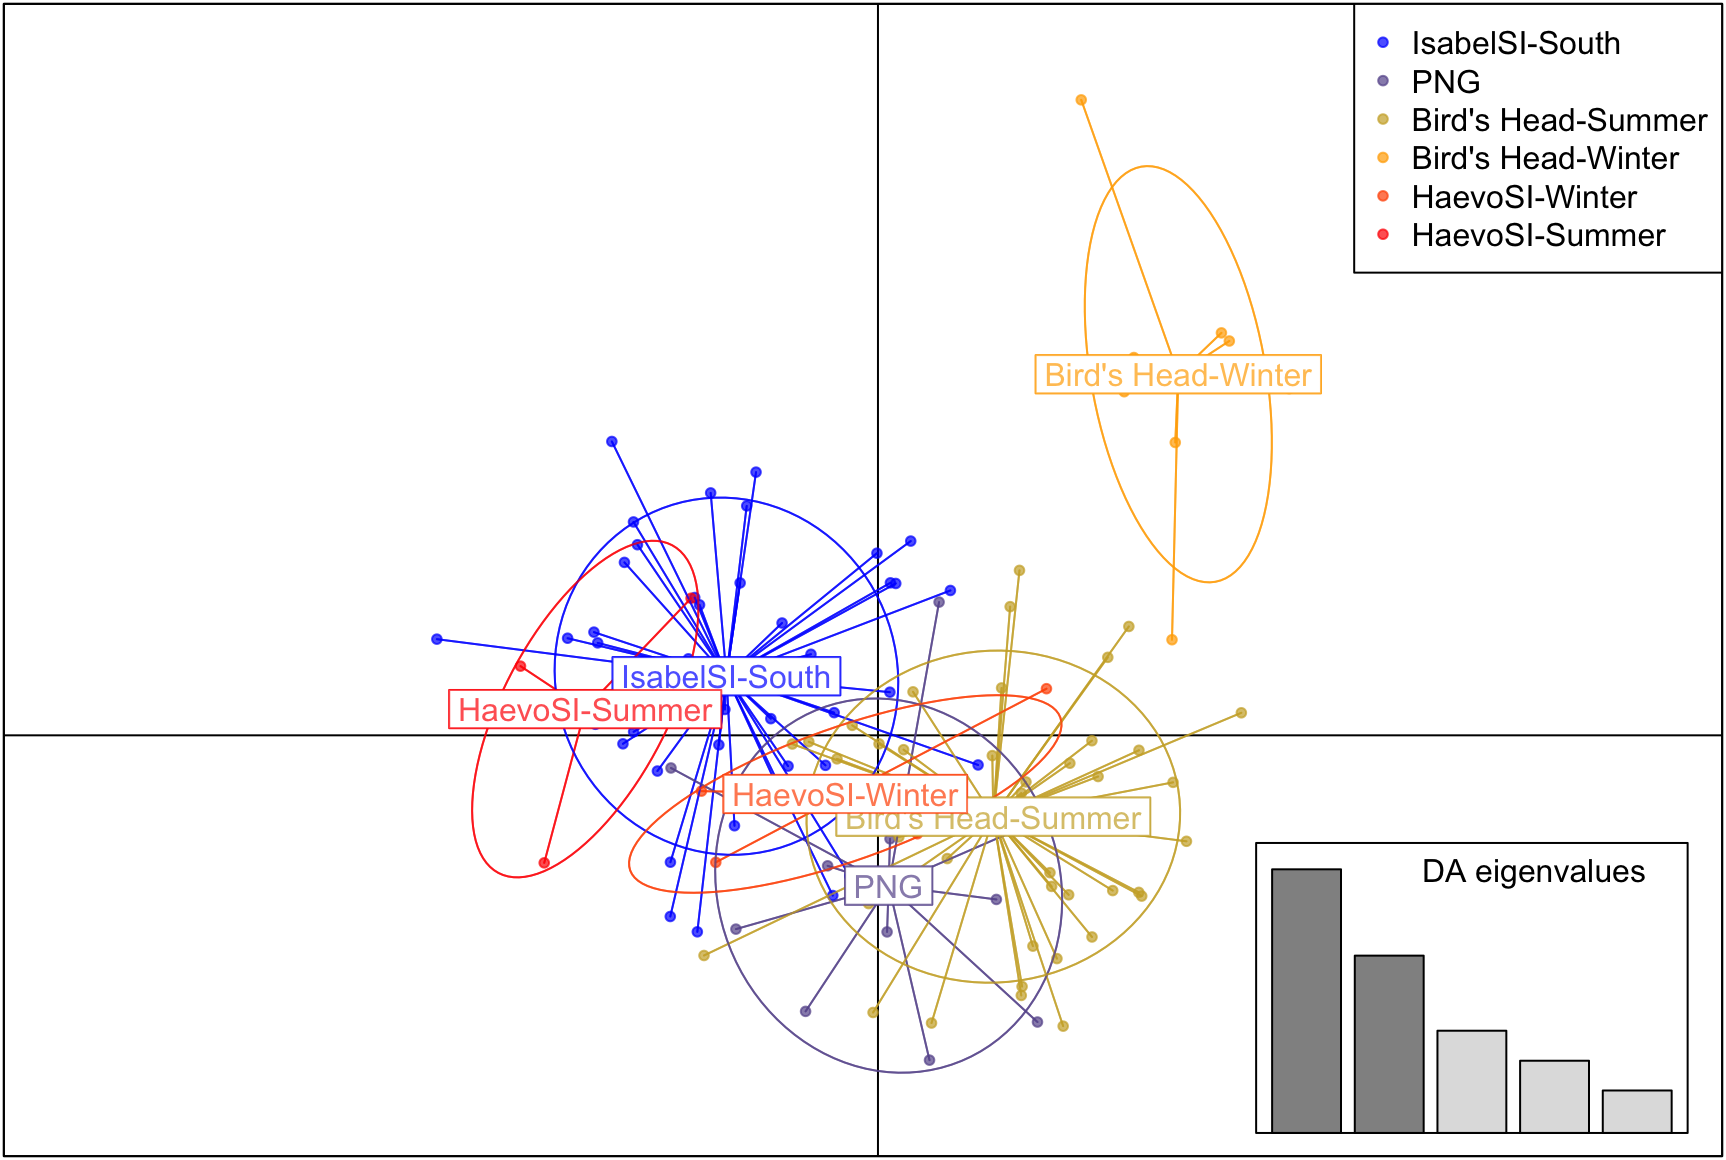 IsabelSI-South
PNG
Bird's Head-Summer
Bird's Head-Winter
HaevoSI-Winter
HaevoSI-Summer
Bird's Head-Winter
IsabelSI-South
HaevoSI-Summer
HaevoSI-Winter
Bird's Head-Summer
PNG
DA eigenvalues